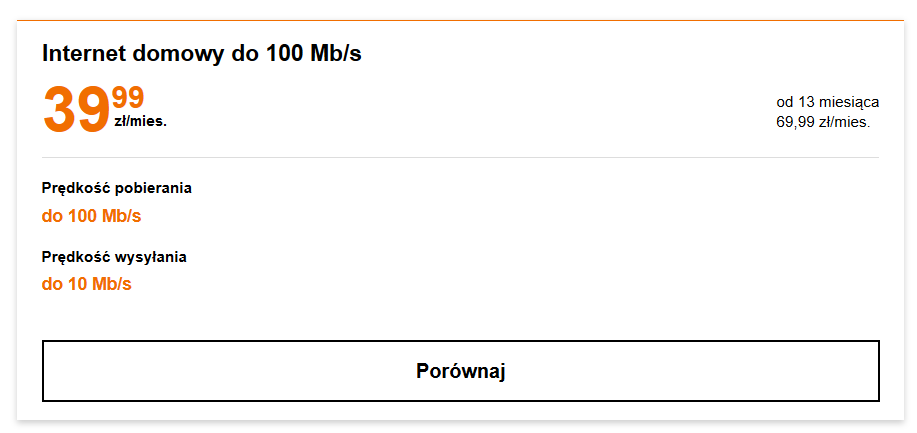 Internet domowy do 100 Mb/s
39 99 zł/mies.
od 13 miesiąca
69,99 zł/mies.
Prędkość pobierania
do 100 Mb/s
Prędkość wysyłania
do 10 Mb/s
Porównaj